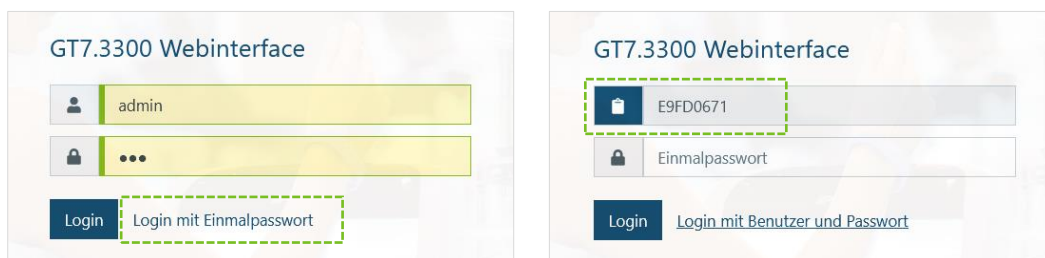 GT7.3300 Webinterface
admin
•••
Login Login mit Einmalpasswort
GT7.3300 Webinterface
E9FD0671
Einmalpasswort
Login Login mit Benutzer und Passwort